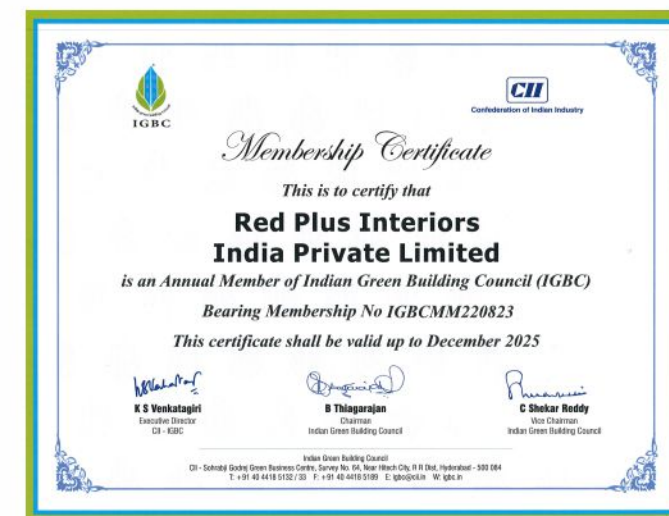 IGBC
CII
Confederation of Indian Industry
Membership Certificate
This is to certify that
Red Plus Interiors
India Private Limited
is an Annual Member of Indian Green Building Council (IGBC)
Bearing Membership No IGBCMM220823
This certificate shall be valid up to December 2025
K S Venkatagiri
Executive Director
CII - IGBC
B Thiagarajan
Chairman
Indian Green Building Council
C Shekar Reddy
Vice Chairman
Indian Green Building Council
Indian Green Building Council
CII - Sohrabji Godrej Green Business Centre, Survey No. 64, Near Hitech City, R R Dist, Hyderabad - 500 084
T: +91 40 4418 5132 / 33 F: +91 40 4418 5189 E: igbc@cii.in W: igbc.in